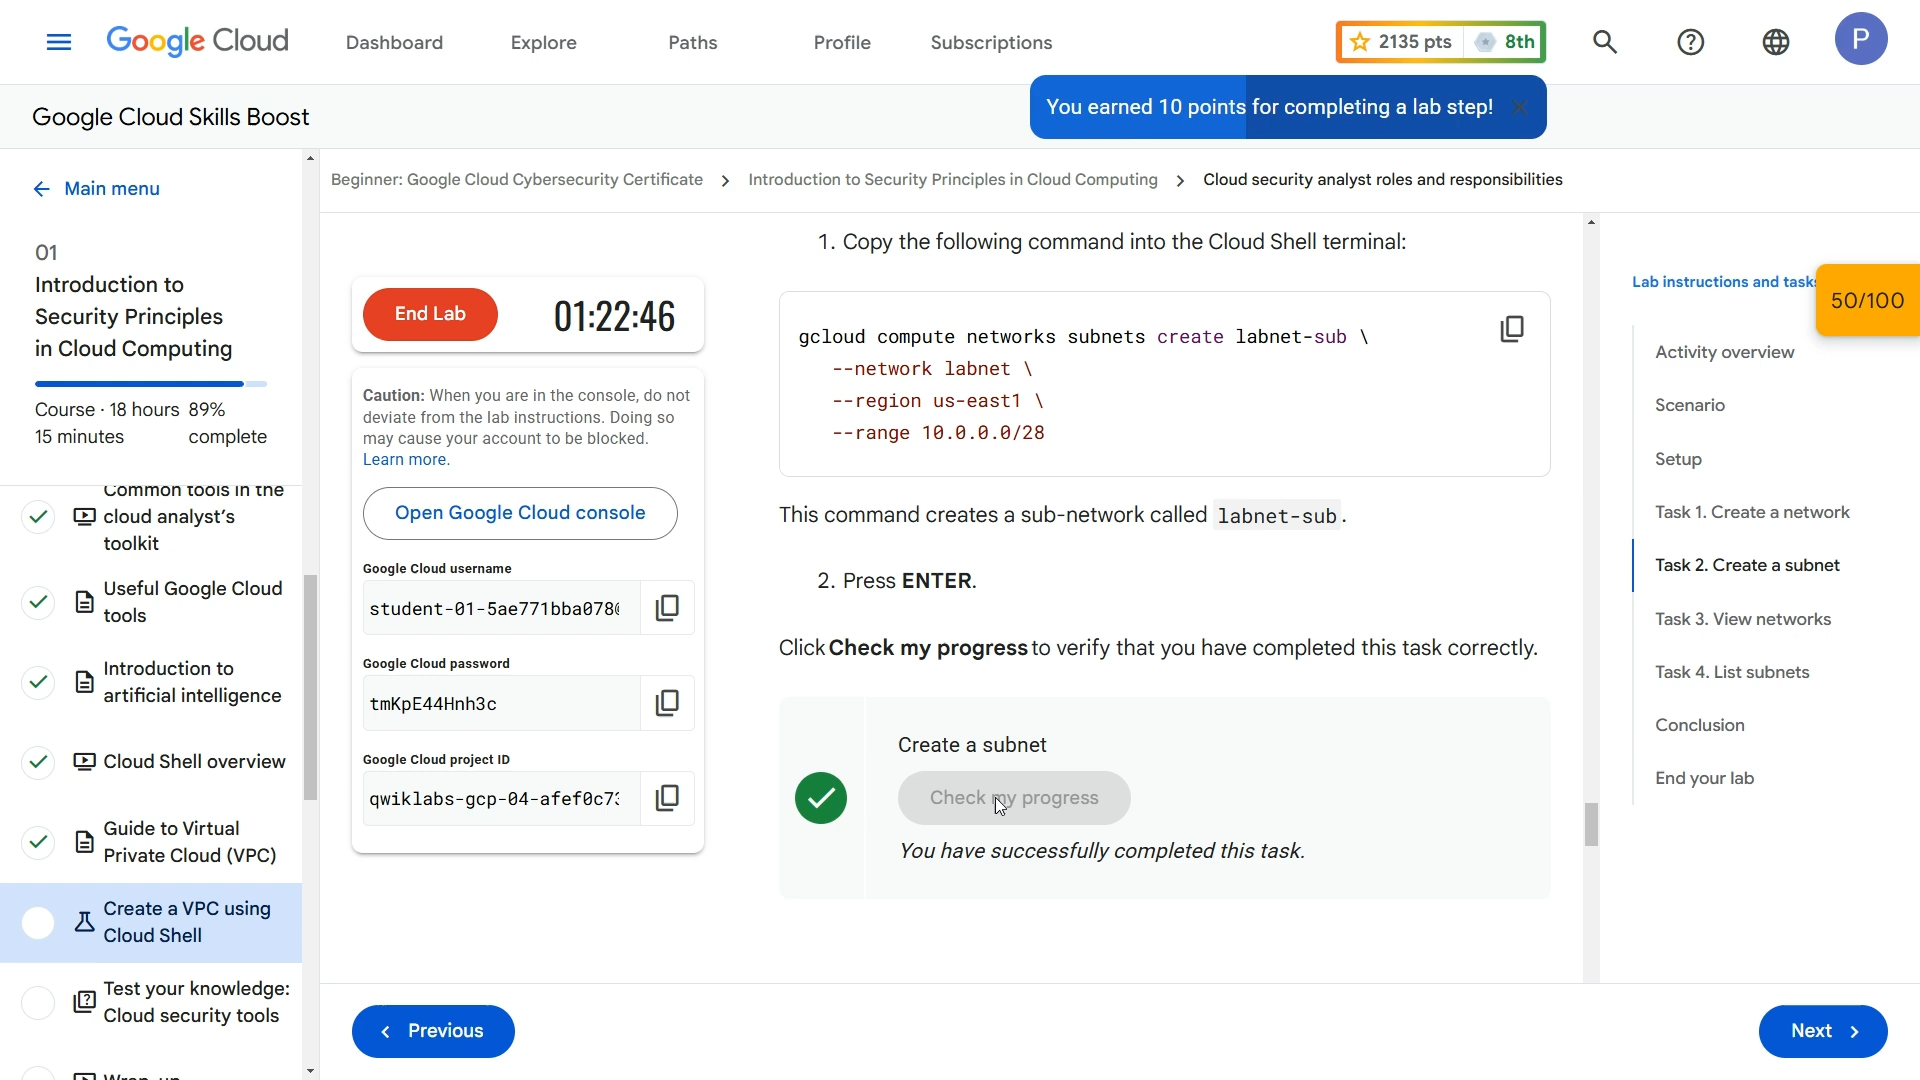 Google Cloud
Dashboard
Explore
Paths
Profile
Subscriptions
2135 pts
8th
P
Google Cloud Skills Boost
You earned 10 points for completing a lab step!
Main menu
01
Introduction to
Security Principles
in Cloud Computing
Course · 18 hours 15 minutes
89% complete
Common tools in the
cloud analyst's
toolkit
Useful Google Cloud
tools
Introduction to
artificial intelligence
Cloud Shell overview
Guide to Virtual
Private Cloud (VPC)
Create a VPC using
Cloud Shell
Test your knowledge:
Cloud security tools
Wrap-up
Beginner: Google Cloud Cybersecurity Certificate > Introduction to Security Principles in Cloud Computing > Cloud security analyst roles and responsibilities
End Lab
01:22:46
Caution: When you are in the console, do not
deviate from the lab instructions. Doing so
may cause your account to be blocked.
Learn more.
Open Google Cloud console
Google Cloud username
student-01-5ae771bba078@
Google Cloud password
tmKpE44Hnh3c
Google Cloud project ID
qwiklabs-gcp-04-afef0c73
1. Copy the following command into the Cloud Shell terminal:
gcloud compute networks subnets create labnet-sub \
--network labnet \
--region us-east1 \
--range 10.0.0.0/28
This command creates a sub-network called labnet-sub.
2. Press ENTER.
Click Check my progress to verify that you have completed this task correctly.
Create a subnet
Check my progress
You have successfully completed this task.
Lab instructions and tasks
50/100
Activity overview
Scenario
Setup
Task 1. Create a network
Task 2. Create a subnet
Task 3. View networks
Task 4. List subnets
Conclusion
End your lab
Previous
Next